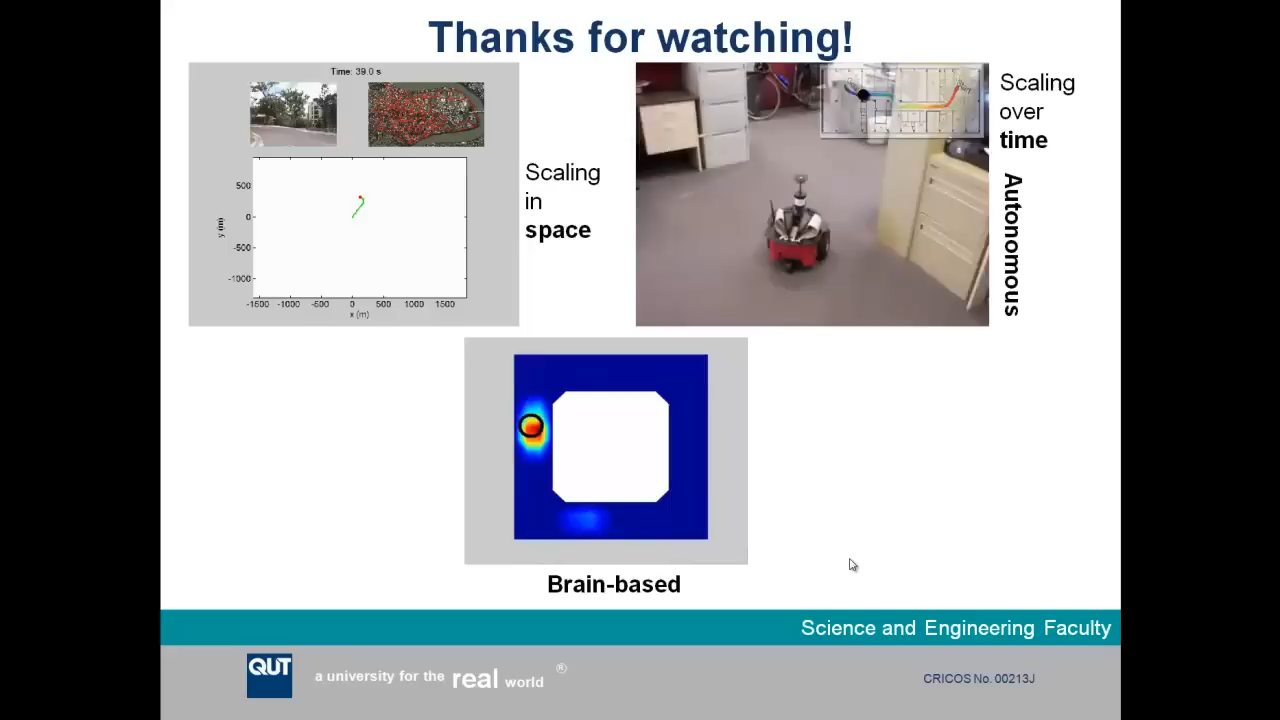 Thanks for watching!
Time: 39.0 s
500
0
-500
-1000
y (m)
-1500 -1000 -500 0 500 1000 1500
x (m)
Scaling
in
space
Start
Scaling
over
time
Autonomous
Brain-based
Science and Engineering Faculty
QUT
a university for the real world ®
CRICOS No. 00213J